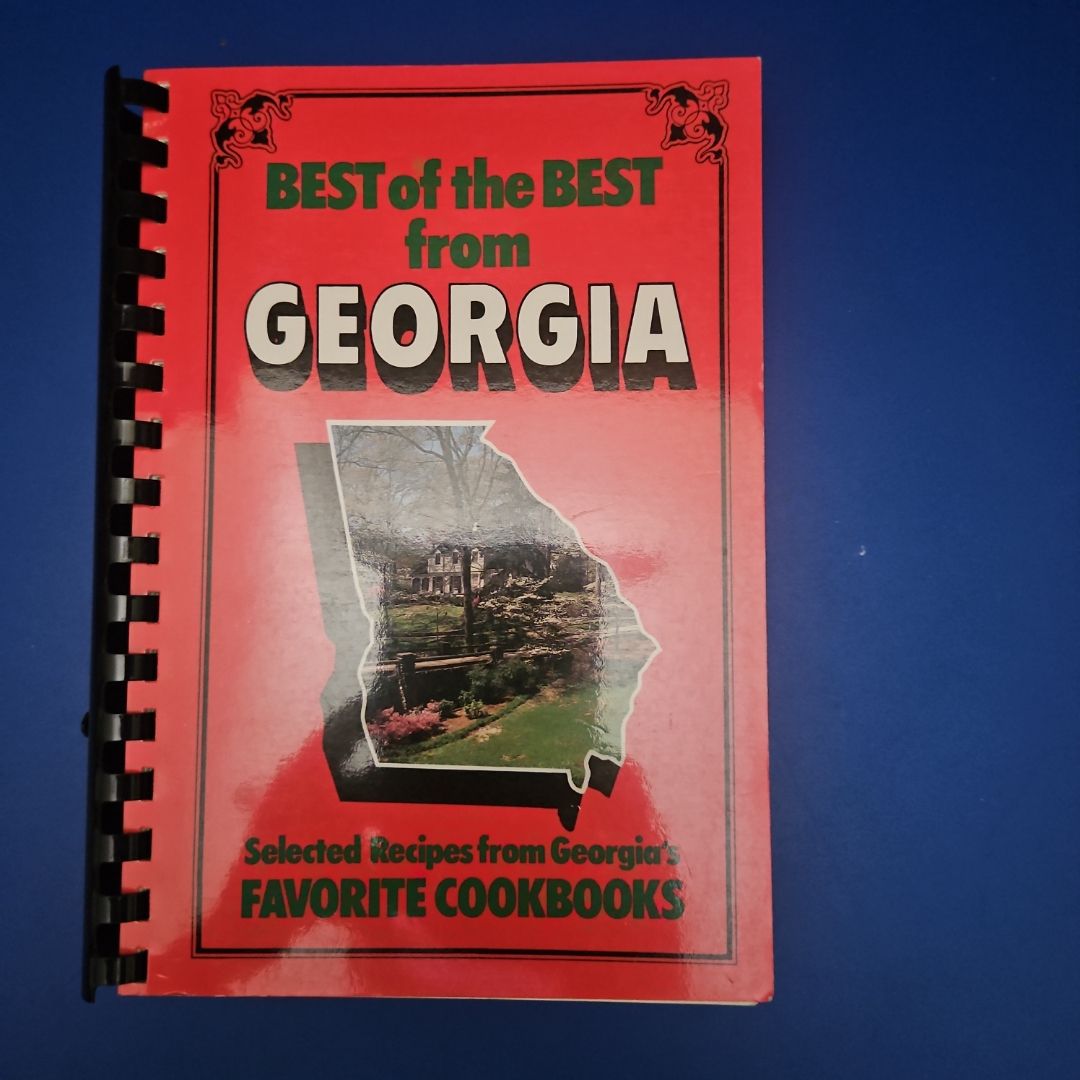 BEST of the BEST
from
GEORGIA
Selected Recipes from Georgia's
FAVORITE COOKBOOKS